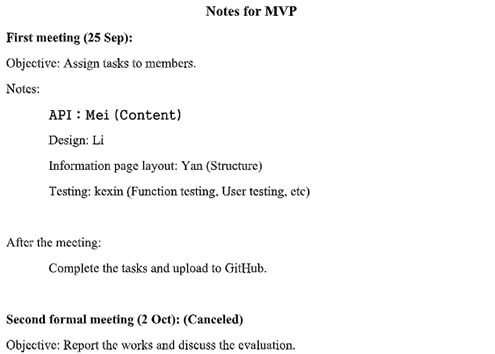 Notes for MVP
First meeting (25 Sep):
Objective: Assign tasks to members.
Notes:
API：Mei (Content)
Design: Li
Information page layout: Yan (Structure)
Testing: kexin (Function testing, User testing, etc)
After the meeting:
Complete the tasks and upload to GitHub.
Second formal meeting (2 Oct): (Canceled)
Objective: Report the works and discuss the evaluation.